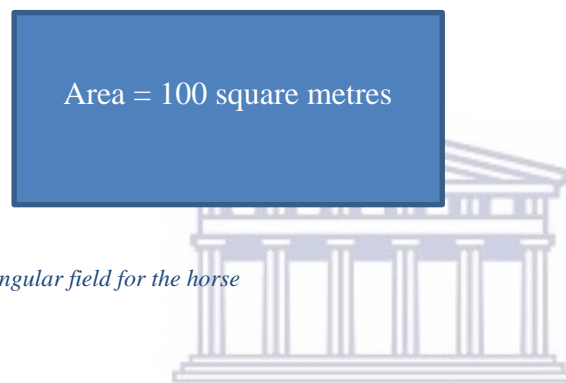 Area = 100 square metres
ngular field for the horse